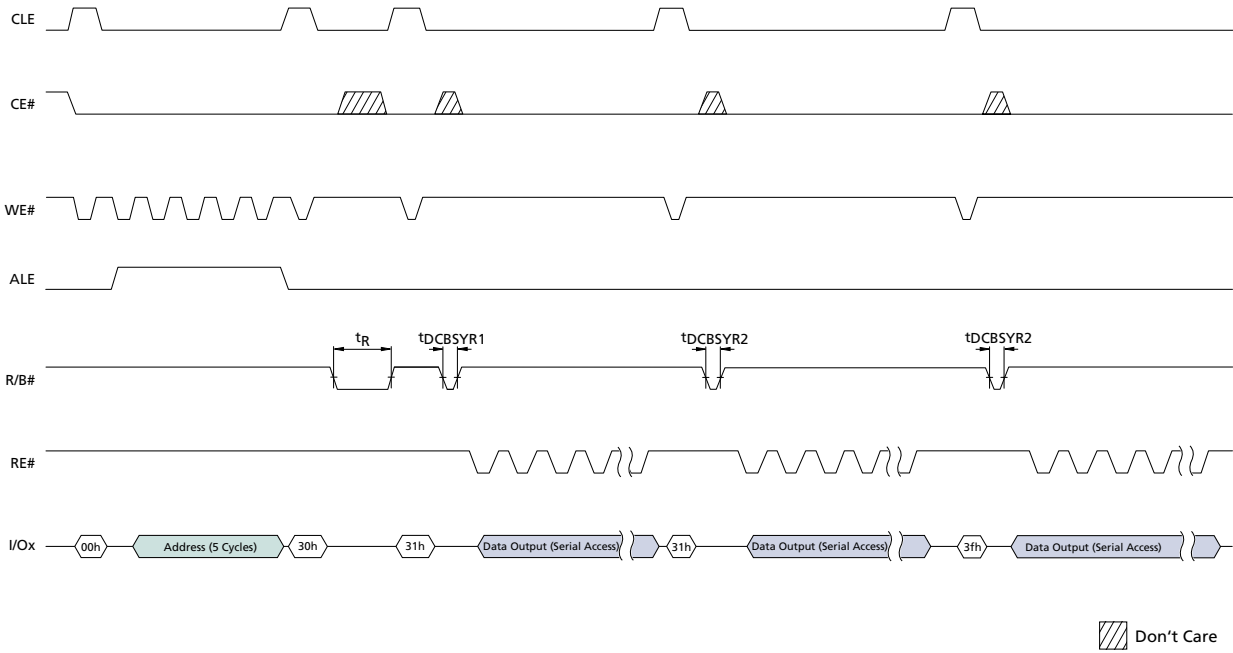 CLE
CE#
WE#
ALE
tR tDCBSYR1 tDCBSYR2 tDCBSYR2
R/B#
RE#
I/Ox 00h Address (5 Cycles) 30h 31h Data Output (Serial Access) 31h Data Output (Serial Access) 3fh Data Output (Serial Access)
Don't Care